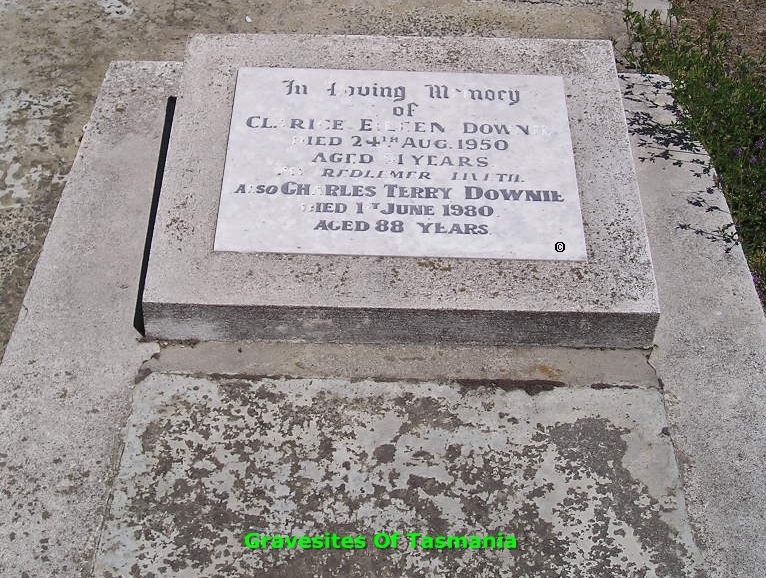 In Loving Memory
of
CLARICE EILEEN DOWNIE
DIED 24TH AUG. 1950
AGED 1 YEARS
MY REDEEMER LIVETH.
ALSO CHARLES TERRY DOWNIE
DIED 1ST JUNE 1980
AGED 88 YEARS.
©
Gravesites Of Tasmania